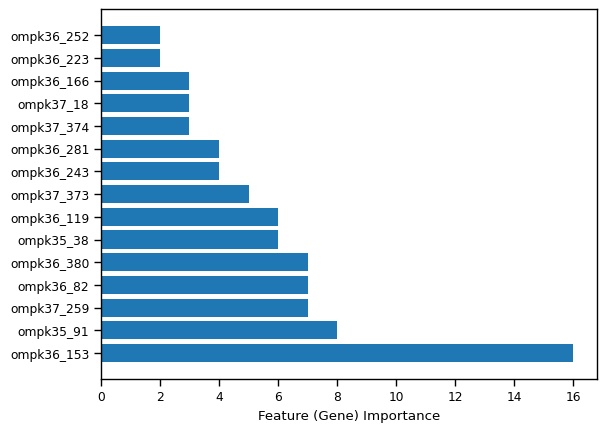 ompk36_252
ompk36_223
ompk36_166
ompk37_18
ompk37_374
ompk36_281
ompk36_243
ompk37_373
ompk36_119
ompk35_38
ompk36_380
ompk36_82
ompk37_259
ompk35_91
ompk36_153
0 2 4 6 8 10 12 14 16
Feature (Gene) Importance